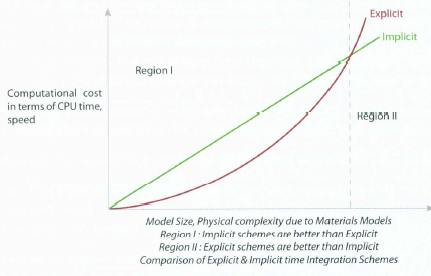 Explicit
Implicit
Region I
Computational cost
in terms of CPU time,
speed
Region II
Model Size, Physical complexity due to Materials Models
Region I : Implicit schemes are better than Explicit
Region II : Explicit schemes are better than Implicit
Comparison of Explicit & Implicit time Integration Schemes